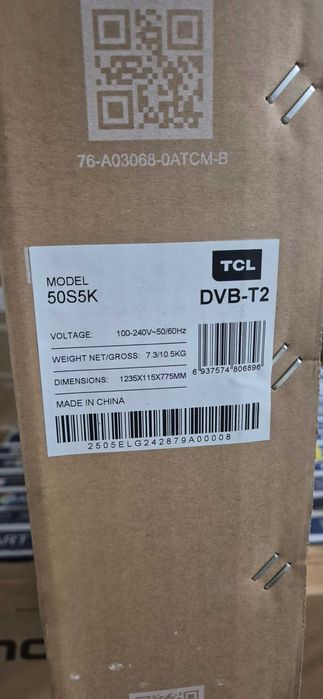 76-A03068-0ATCM-B
TCL
MODEL
50S5K
DVB-T2
VOLTAGE: 100-240V~50/60Hz
WEIGHT NET/GROSS: 7.3/10.5KG
DIMENSIONS: 1235X115X775MM
6 937574 806896
MADE IN CHINA
2505ELG242879A00008
ART